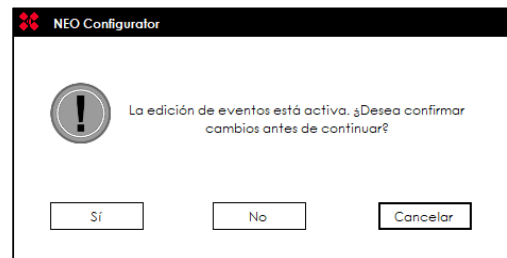 NEO Configurator
La edición de eventos está activa. ¿Desea confirmar
cambios antes de continuar?
Sí
No
Cancelar